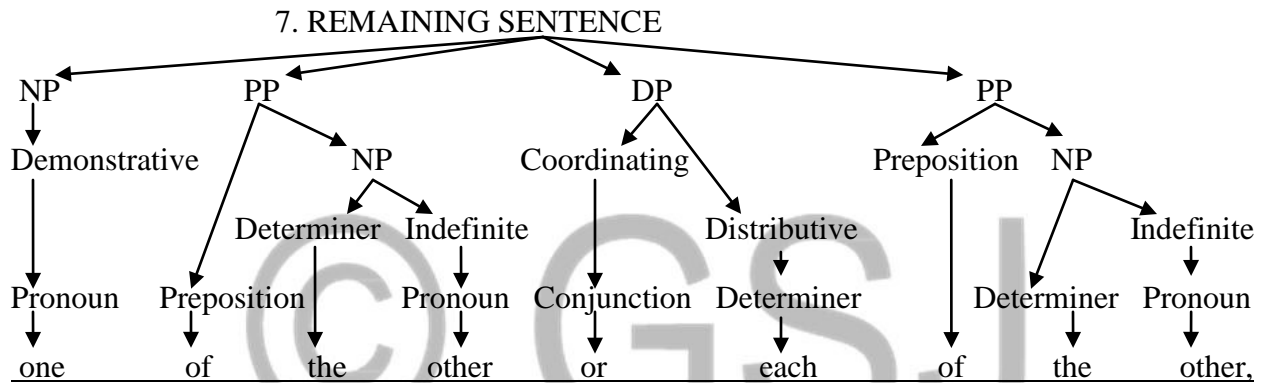 7. REMAINING SENTENCE
NP PP DP PP
Demonstrative NP Coordinating Preposition NP
Determiner Indefinite Distributive Indefinite
Pronoun Preposition Pronoun Conjunction Determiner Determiner Pronoun
one of the other or each of the other,
© GSJ